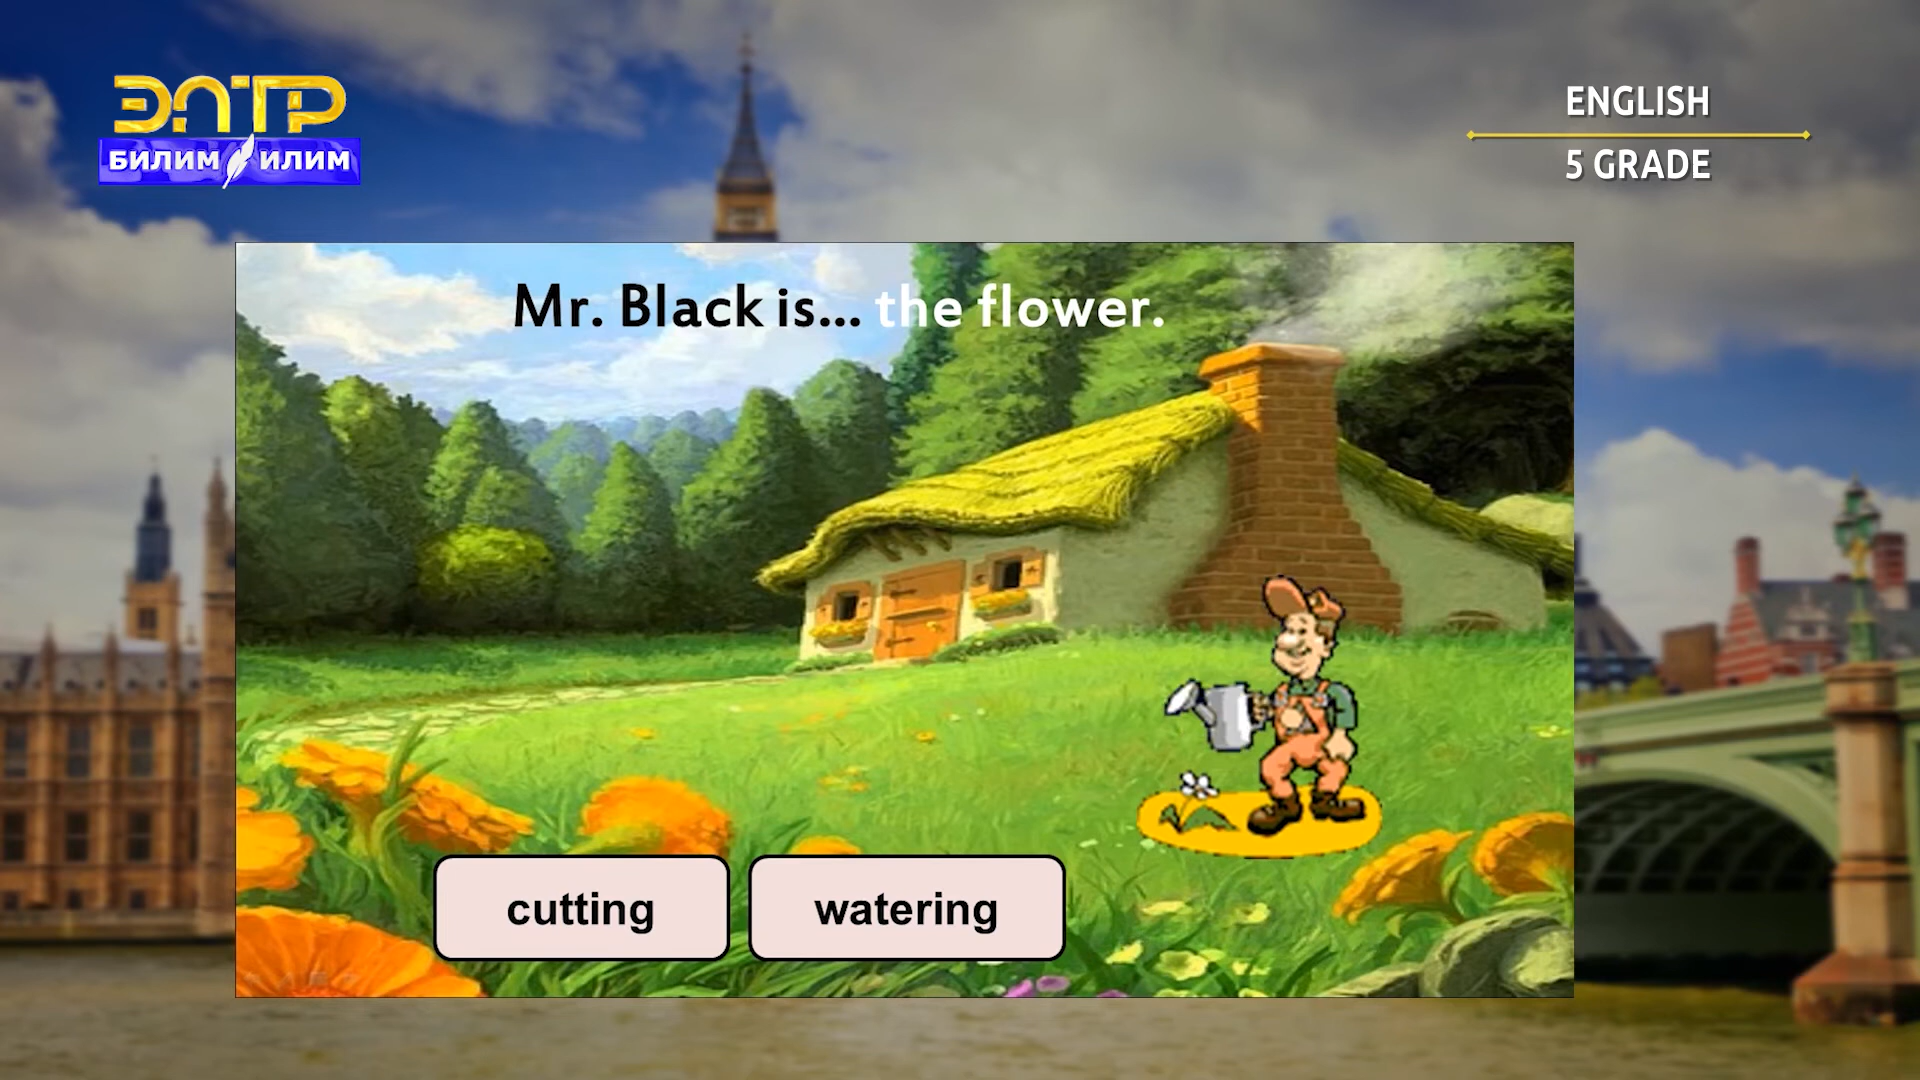 ЭЛТР
БИЛИМ ИЛИМ
ENGLISH
5 GRADE
Mr. Black is... the flower.
cutting
watering